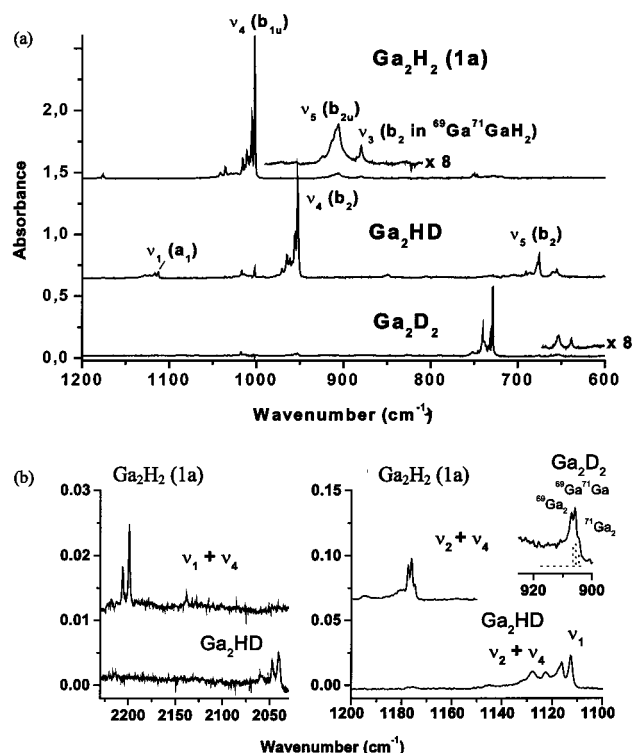 (a)
ν4 (b1u)
Ga2H2 (1a)
ν5 (b2u)
ν3 (b2 in 69Ga71GaH2)
x 8
ν4 (b2)
Ga2HD
ν1 (a1)
ν5 (b2)
Ga2D2
x 8
Absorbance
2,0
1,5
1,0
0,5
0,0
1200 1100 1000 900 800 700 600
Wavenumber (cm-1)
(b)
Ga2H2 (1a)
0.03
0.02
0.01
0.00
ν1 + ν4
Ga2HD
2200 2150 2100 2050
Ga2H2 (1a)
0.15
0.10
0.05
0.00
ν2 + ν4
Ga2D2
69Ga71Ga
69Ga2
71Ga2
920 900
Ga2HD
ν2 + ν4
ν1
1200 1180 1160 1140 1120 1100
cm-1